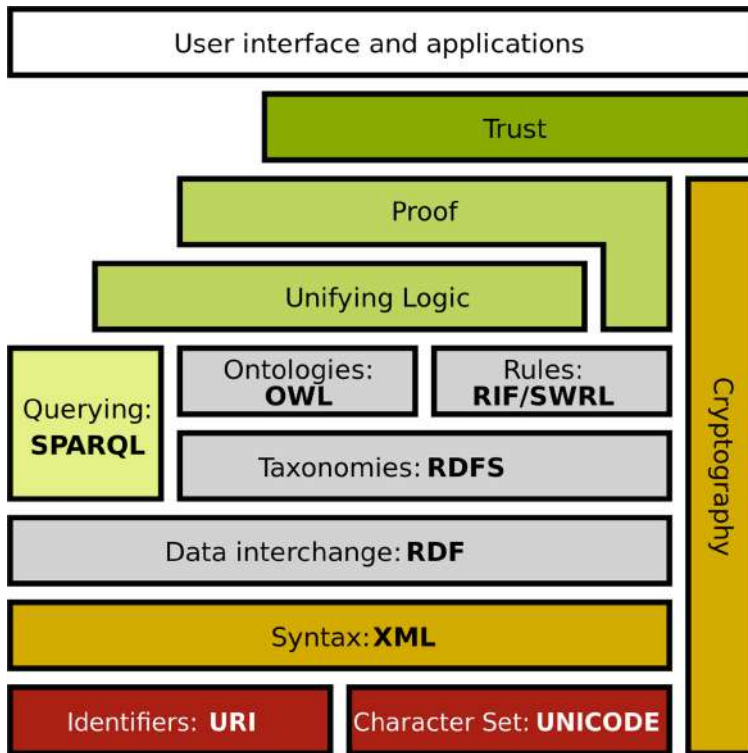 User interface and applications
Trust
Proof
Unifying Logic
Ontologies:
OWL
Rules:
RIF/SWRL
Querying:
SPARQL
Taxonomies: RDFS
Cryptography
Data interchange: RDF
Syntax: XML
Identifiers: URI
Character Set: UNICODE